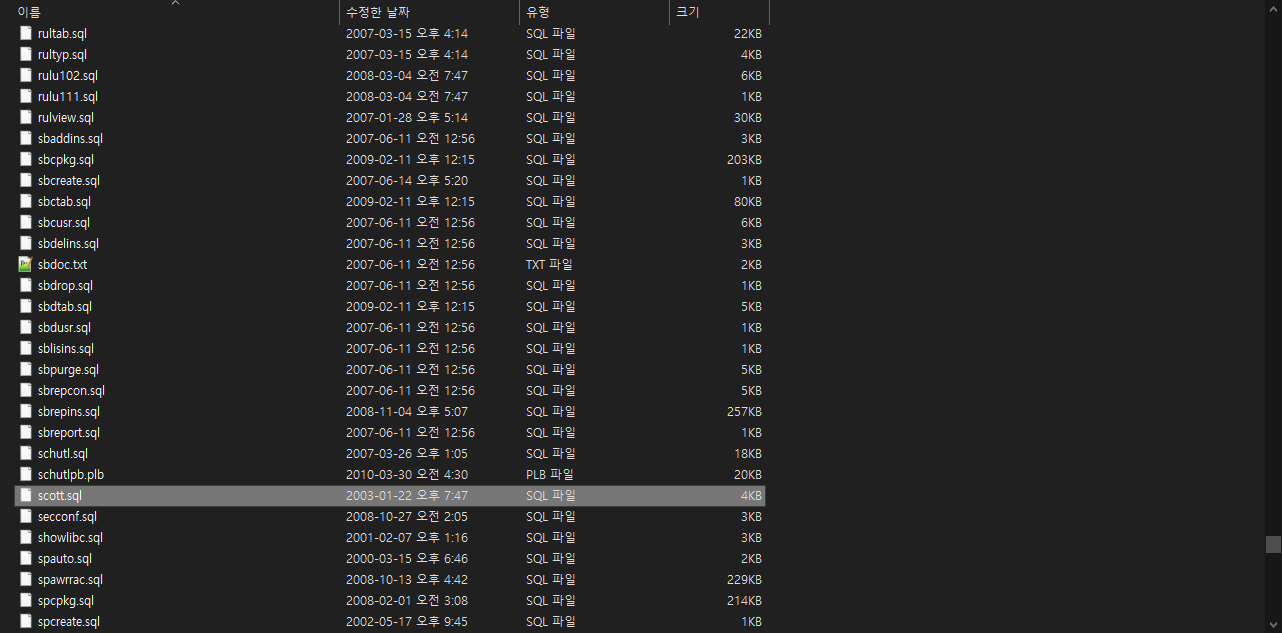 이름 수정한 날짜 유형 크기
rultab.sql 2007-03-15 오후 4:14 SQL 파일 22KB
rultyp.sql 2007-03-15 오후 4:14 SQL 파일 4KB
rulu102.sql 2008-03-04 오전 7:47 SQL 파일 6KB
rulu111.sql 2008-03-04 오전 7:47 SQL 파일 1KB
rulview.sql 2007-01-28 오후 5:14 SQL 파일 30KB
sbaddins.sql 2007-06-11 오전 12:56 SQL 파일 3KB
sbcpkg.sql 2009-02-11 오후 12:15 SQL 파일 203KB
sbcreate.sql 2007-06-14 오후 5:20 SQL 파일 1KB
sbctab.sql 2009-02-11 오후 12:15 SQL 파일 80KB
sbcusr.sql 2007-06-11 오전 12:56 SQL 파일 6KB
sbdelins.sql 2007-06-11 오전 12:56 SQL 파일 3KB
sbdoc.txt 2007-06-11 오전 12:56 TXT 파일 2KB
sbdrop.sql 2007-06-11 오전 12:56 SQL 파일 1KB
sbdtab.sql 2009-02-11 오후 12:15 SQL 파일 5KB
sbdusr.sql 2007-06-11 오전 12:56 SQL 파일 1KB
sblisins.sql 2007-06-11 오전 12:56 SQL 파일 1KB
sbpurge.sql 2007-06-11 오전 12:56 SQL 파일 5KB
sbrepcon.sql 2007-06-11 오전 12:56 SQL 파일 5KB
sbrepins.sql 2008-11-04 오후 5:07 SQL 파일 257KB
sbreport.sql 2007-06-11 오전 12:56 SQL 파일 1KB
schutl.sql 2007-03-26 오후 1:05 SQL 파일 18KB
schutlpb.plb 2010-03-30 오전 4:30 PLB 파일 20KB
scott.sql 2003-01-22 오후 7:47 SQL 파일 4KB
secconf.sql 2008-10-27 오전 2:05 SQL 파일 3KB
showlibc.sql 2001-02-07 오후 1:16 SQL 파일 3KB
spauto.sql 2000-03-15 오전 6:46 SQL 파일 2KB
spawrrac.sql 2008-10-13 오후 4:42 SQL 파일 229KB
spcpkg.sql 2008-02-01 오전 3:08 SQL 파일 214KB
spcreate.sql 2002-05-17 오후 9:45 SQL 파일 1KB